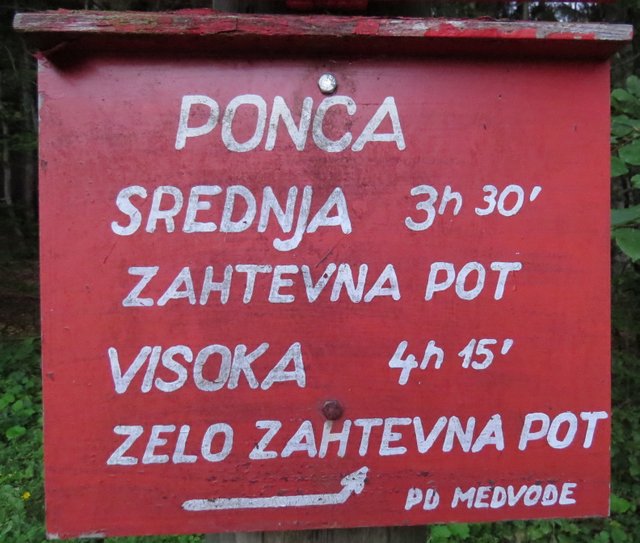 PONCA
SREDNJA 3h 30'
ZAHTEVNA POT
VISOKA 4h 15'
ZELO ZAHTEVNA POT
PD MEDVODE